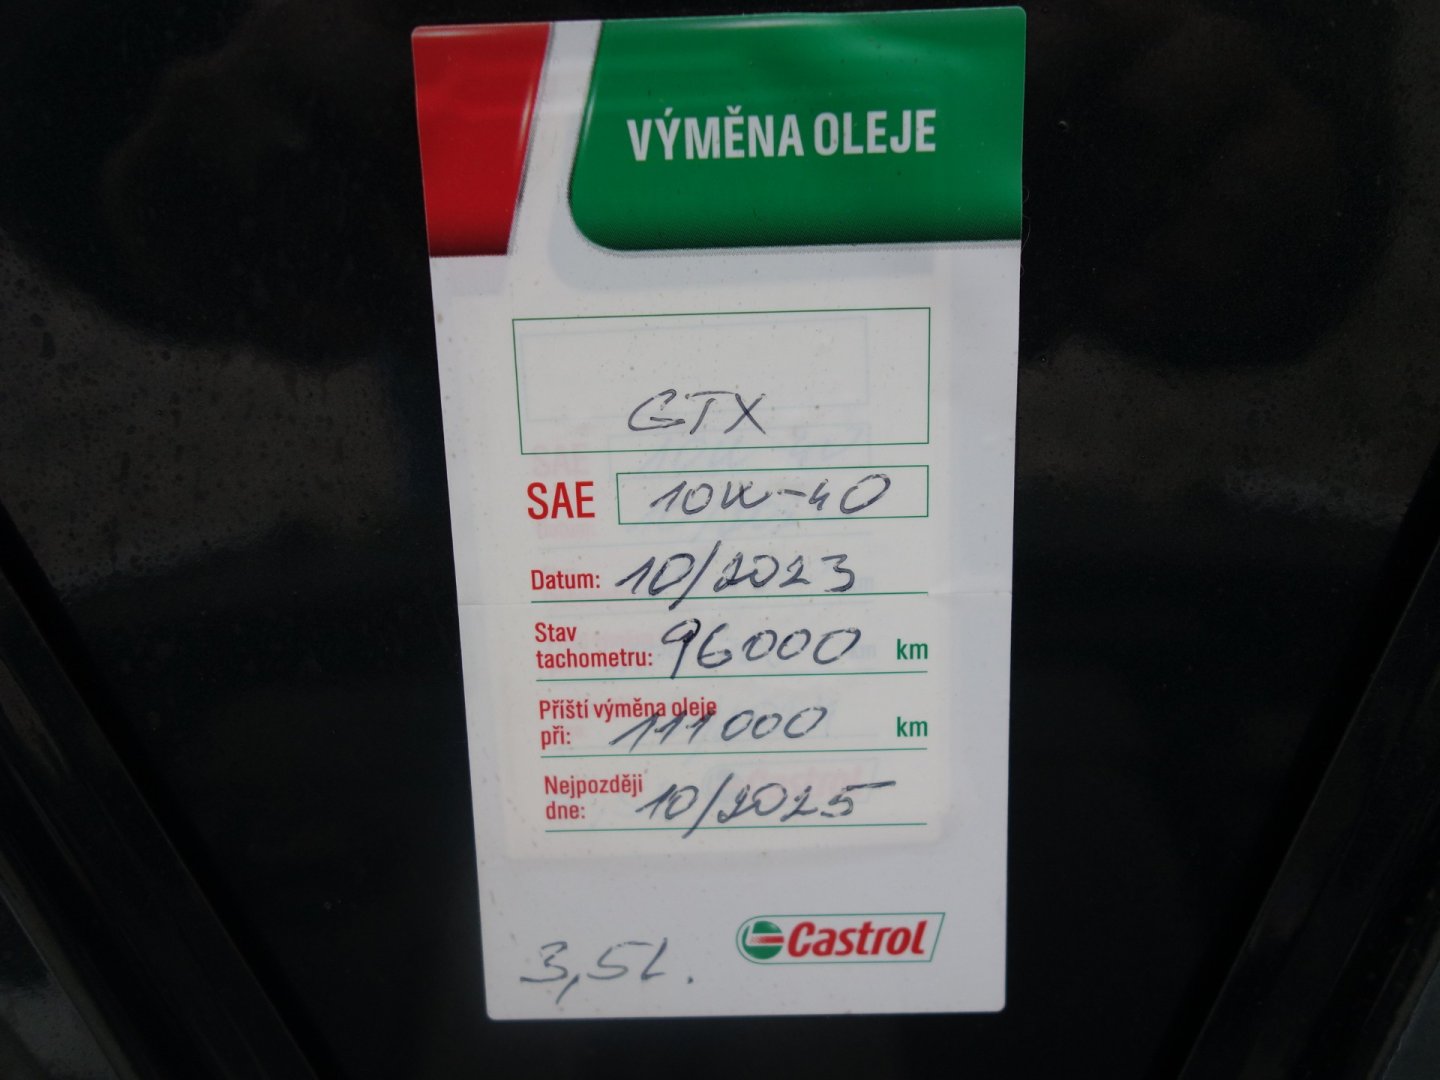 VÝMĚNA OLEJE
GTX
SAE 10W-40
Datum: 10/2023
Stav
tachometru: 96000 km
Příští výměna oleje
při: 111000 km
Nejpozději
dne: 10/2025
Castrol
3,5L.